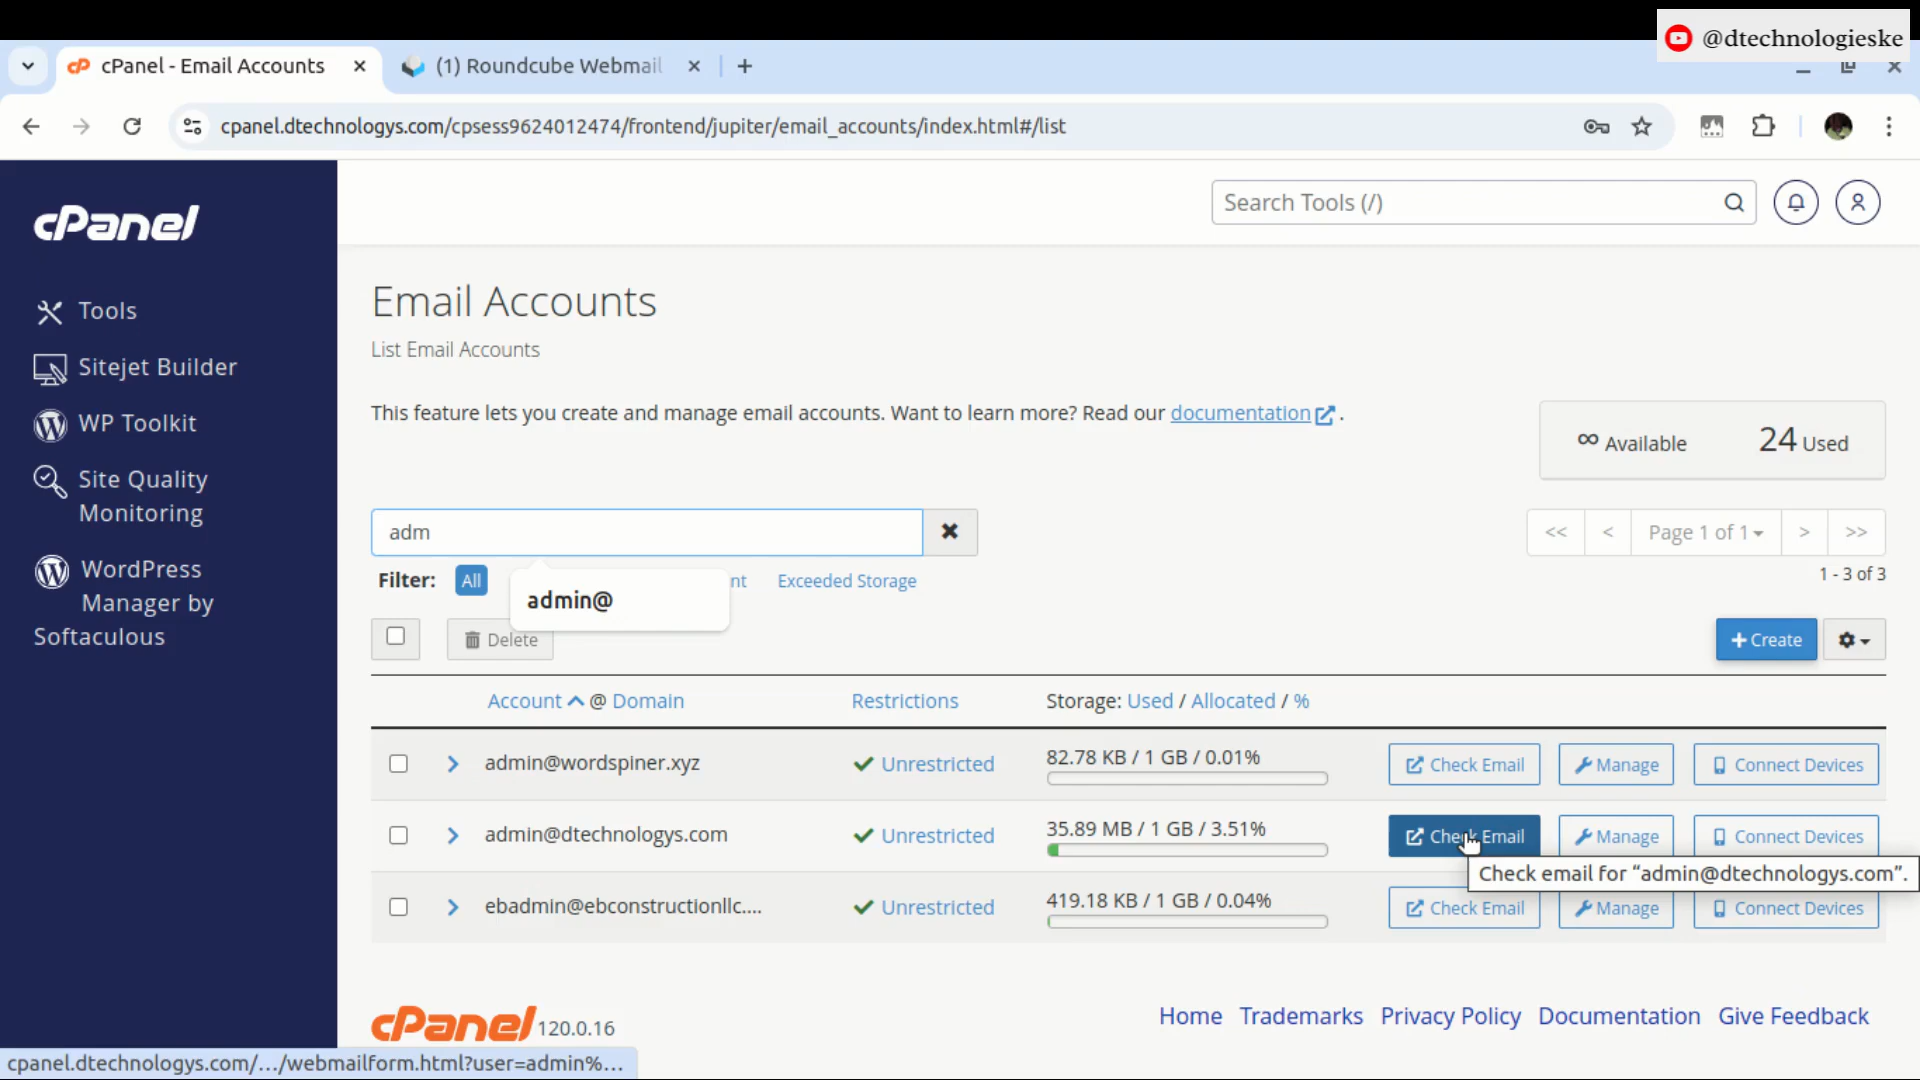 @dtechnologieske
cPanel - Email Accounts
(1) Roundcube Webmail
cpanel.dtechnologys.com/cpsess9624012474/frontend/jupiter/email_accounts/index.html#/list
cPanel
Search Tools (/)
Tools
Sitejet Builder
WP Toolkit
Site Quality
Monitoring
WordPress
Manager by
Softaculous
Email Accounts
List Email Accounts
This feature lets you create and manage email accounts. Want to learn more? Read our documentation .
∞ Available 24 Used
adm
<< < Page 1 of 1 > >>
Filter: All nt Exceeded Storage
1 - 3 of 3
admin@
Delete
+ Create
Account @ Domain Restrictions Storage: Used / Allocated / %
admin@wordspiner.xyz Unrestricted 82.78 KB / 1 GB / 0.01% Check Email Manage Connect Devices
admin@dtechnologys.com Unrestricted 35.89 MB / 1 GB / 3.51% Check Email Manage Connect Devices
Check email for “admin@dtechnologys.com”.
ebadmin@ebconstructionllc.... Unrestricted 419.18 KB / 1 GB / 0.04% Check Email Manage Connect Devices
cPanel 120.0.16
Home Trademarks Privacy Policy Documentation Give Feedback
cpanel.dtechnologys.com/.../webmailform.html?user=admin%...